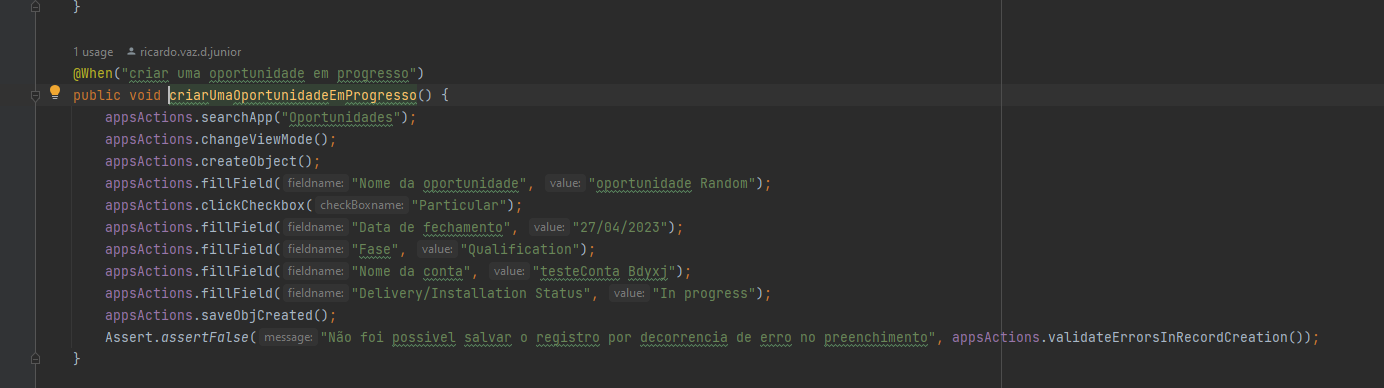 }
1 usage ricardo.vaz.d.junior
@When("criar uma oportunidade em progresso")
public void criarUmaOportunidadeEmProgresso() {
appsActions.searchApp("Oportunidades");
appsActions.changeViewMode();
appsActions.createObject();
appsActions.fillField( fieldname: "Nome da oportunidade", value: "oportunidade Random");
appsActions.clickCheckbox( checkBoxname: "Particular");
appsActions.fillField( fieldname: "Data de fechamento", value: "27/04/2023");
appsActions.fillField( fieldname: "Fase", value: "Qualification");
appsActions.fillField( fieldname: "Nome da conta", value: "testeConta Bdyxj");
appsActions.fillField( fieldname: "Delivery/Installation Status", value: "In progress");
appsActions.saveObjCreated();
Assert.assertFalse( message: "Não foi possivel salvar o registro por decorrencia de erro no preenchimento", appsActions.validateErrorsInRecordCreation());
}